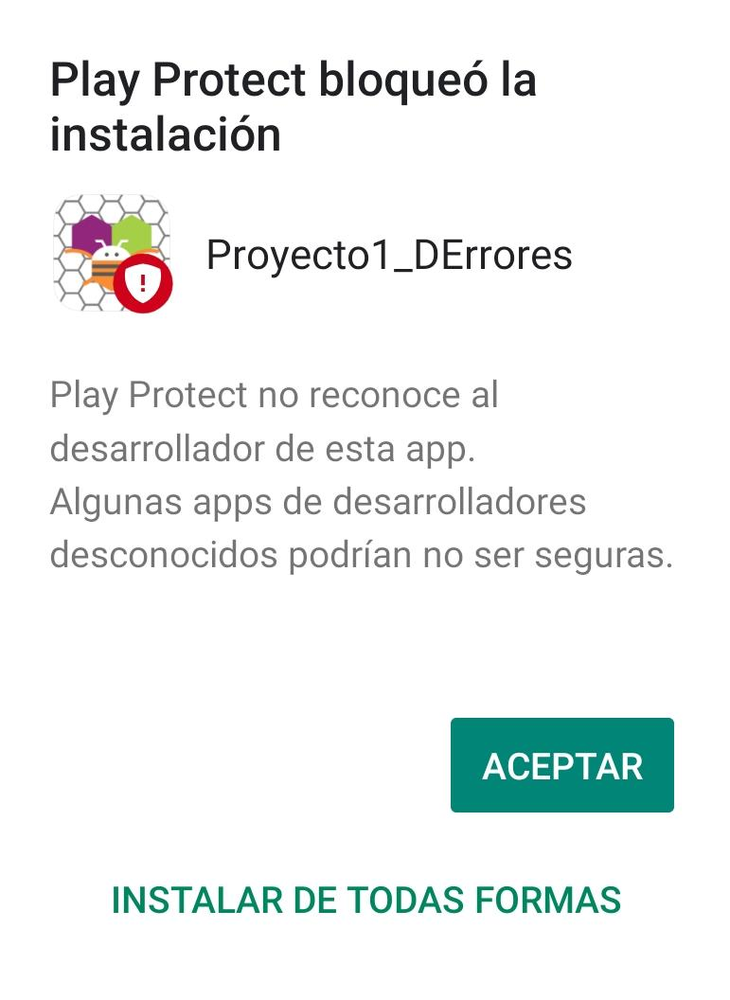 Play Protect bloqueó la
instalación
Proyecto1_DErrores
Play Protect no reconoce al
desarrollador de esta app.
Algunas apps de desarrolladores
desconocidos podrían no ser seguras.
ACEPTAR
INSTALAR DE TODAS FORMAS